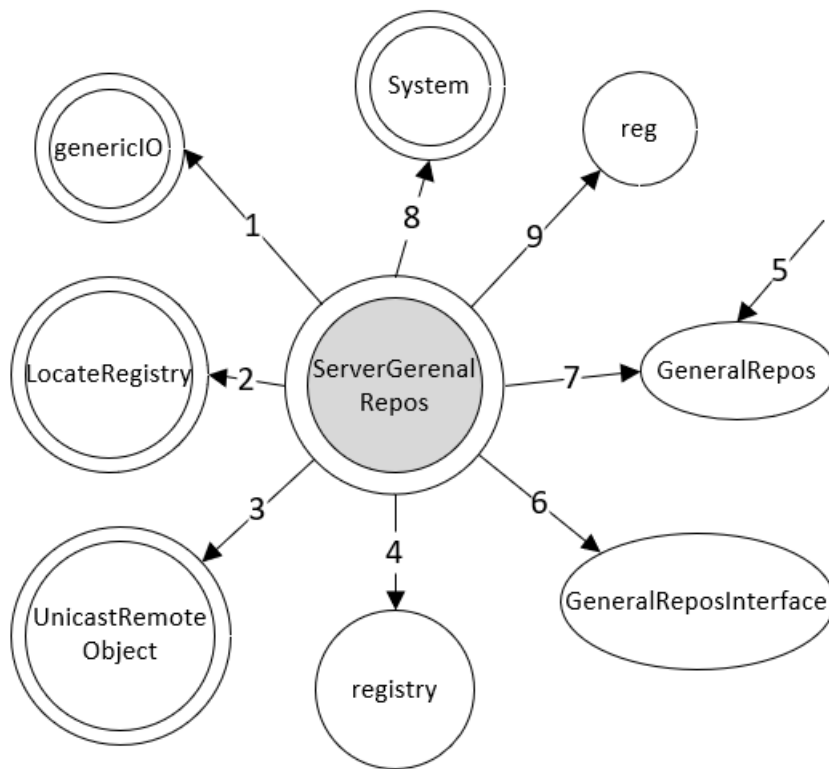 System
genericIO
reg
1
8
9
5
LocateRegistry
2
ServerGerenal
Repos
7
GeneralRepos
3
4
6
UnicastRemote
Object
registry
GeneralReposInterface